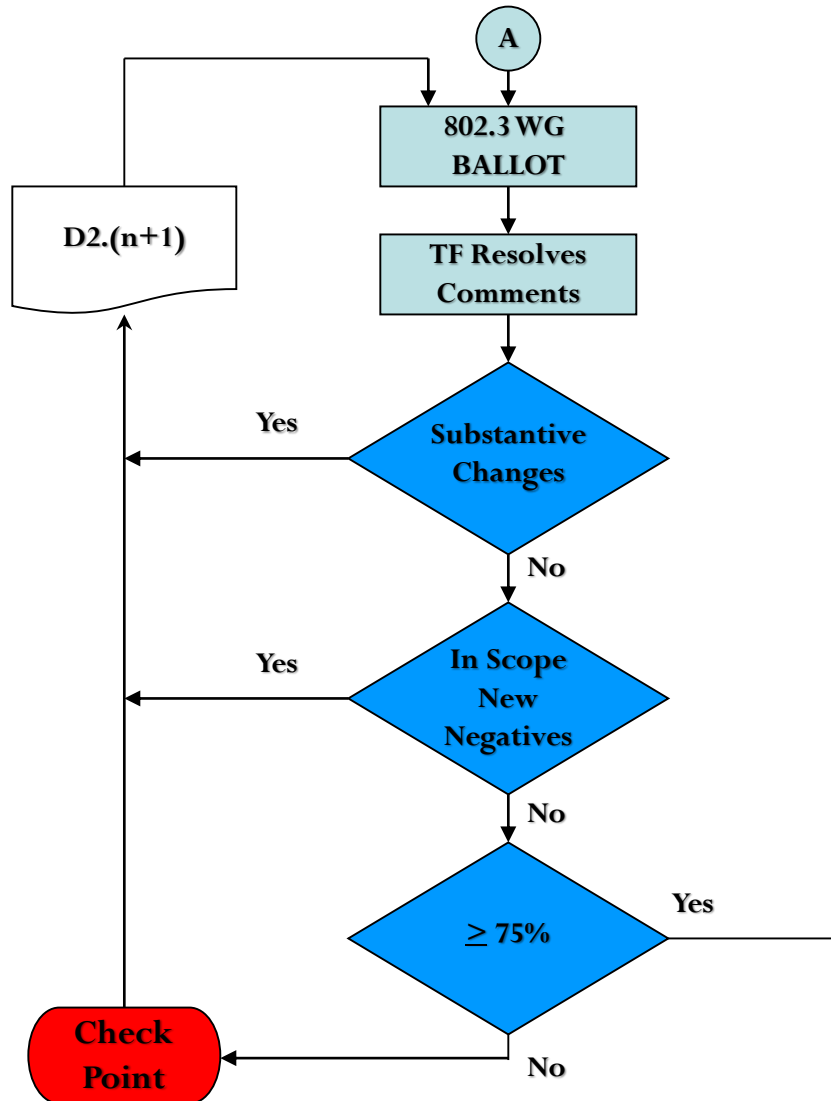 A
802.3 WG
BALLOT
D2.(n+1)
TF Resolves
Comments
Yes
Substantive
Changes
No
Yes
In Scope
New
Negatives
No
≥ 75%
Yes
Check
Point
No